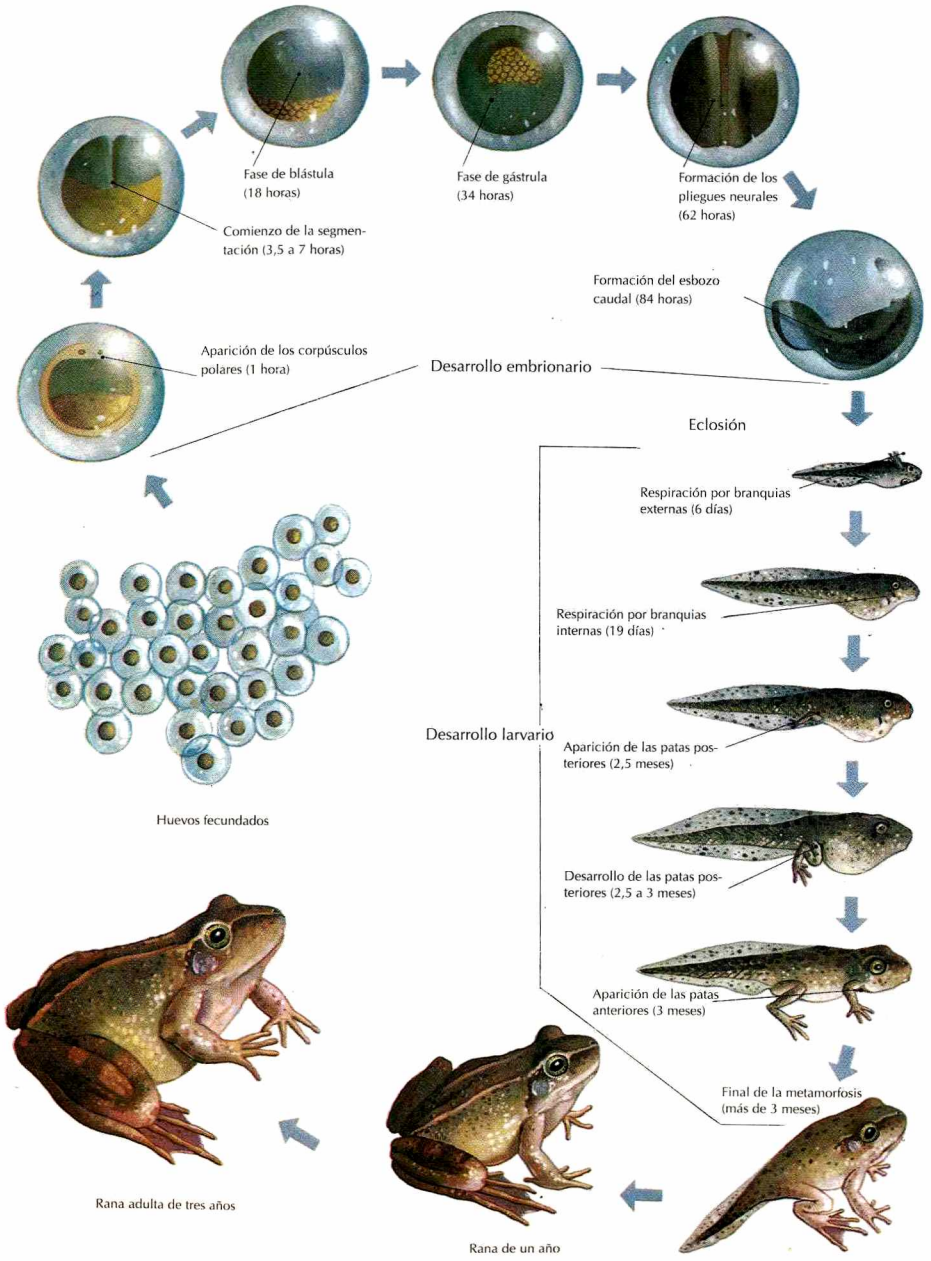 Fase de blástula
(18 horas)
Fase de gástrula
(34 horas)
Formación de los
pliegues neurales
(62 horas)
Comienzo de la segmen-
tación (3,5 a 7 horas)
Formación del esbozo
caudal (84 horas)
Aparición de los corpúsculos
polares (1 hora)
Desarrollo embrionario
Eclosión
Respiración por branquias
externas (6 días)
Respiración por branquias
internas (19 días)
Desarrollo larvario
Aparición de las patas pos-
teriores (2,5 meses)
Huevos fecundados
Desarrollo de las patas pos-
teriores (2,5 a 3 meses)
Aparición de las patas
anteriores (3 meses)
Final de la metamorfosis
(más de 3 meses)
Rana adulta de tres años
Rana de un año